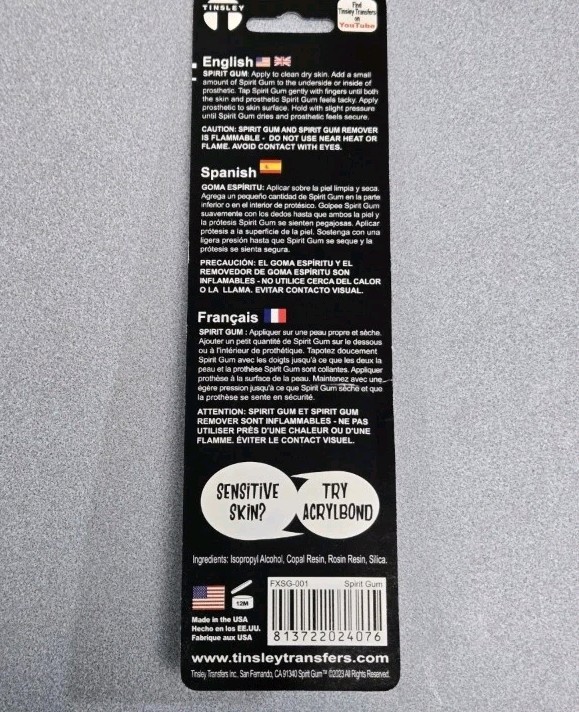 TINSLEY
Find
Tinsley Transfers
on
YouTube
English
SPIRIT GUM: Apply to clean dry skin. Add a small
amount of Spirit Gum to the underside or inside of
prosthetic. Tap Spirit Gum gently with fingers until both
the skin and prosthetic Spirit Gum feels tacky. Apply
prosthetic to skin surface. Hold with slight pressure
until Spirit Gum dries and prosthetic feels secure.
CAUTION: SPIRIT GUM AND SPIRIT GUM REMOVER
IS FLAMMABLE - DO NOT USE NEAR HEAT OR
FLAME. AVOID CONTACT WITH EYES.
Spanish
GOMA ESPÍRITU: Aplicar sobre la piel limpia y seca.
Agrega un pequeño cantidad de Spirit Gum en la parte
inferior o en el interior de protésico. Golpee Spirit Gum
suavemente con los dedos hasta que ambos la piel y
la prótesis Spirit Gum se sienten pegajosas. Aplicar
prótesis a la superficie de la piel. Sostenga con una
ligera presión hasta que Spirit Gum se seque y la
prótesis se sienta segura.
PRECAUCIÓN: EL GOMA ESPÍRITU Y EL
REMOVEDOR DE GOMA ESPÍRITU SON
INFLAMABLES - NO UTILICE CERCA DEL CALOR
O LA LLAMA. EVITAR CONTACTO VISUAL.
Français
SPIRIT GUM : Appliquer sur une peau propre et sèche.
Ajouter un petit quantité de Spirit Gum sur le dessous
ou à l'intérieur de prothétique. Tapotez doucement
Spirit Gum avec les doigts jusqu'à ce que les deux la
peau et la prothèse Spirit Gum sont collantes. Appliquer
prothèse à la surface de la peau. Maintenez avec une
égère pression jusqu'à ce que Spirit Gum sèche et que
la prothèse se sente en sécurité.
ATTENTION: SPIRIT GUM ET SPIRIT GUM
REMOVER SONT INFLAMMABLES - NE PAS
UTILISER PRÈS D'UNE CHALEUR OU D'UNE
FLAMME. ÉVITER LE CONTACT VISUEL.
SENSITIVE
SKIN?
TRY
ACRYLBOND
Ingredients: Isopropyl Alcohol, Copal Resin, Rosin Resin, Silica.
12M
FXSG-001 Spirit Gum
8 13722 02407 6
Made in the USA
Hecho en los EE.UU.
Fabrique aux USA
www.tinsleytransfers.com
Tinsley Transfers Inc. San Fernando, CA 91340 Spirit Gum™ ©2023 All Rights Reserved.